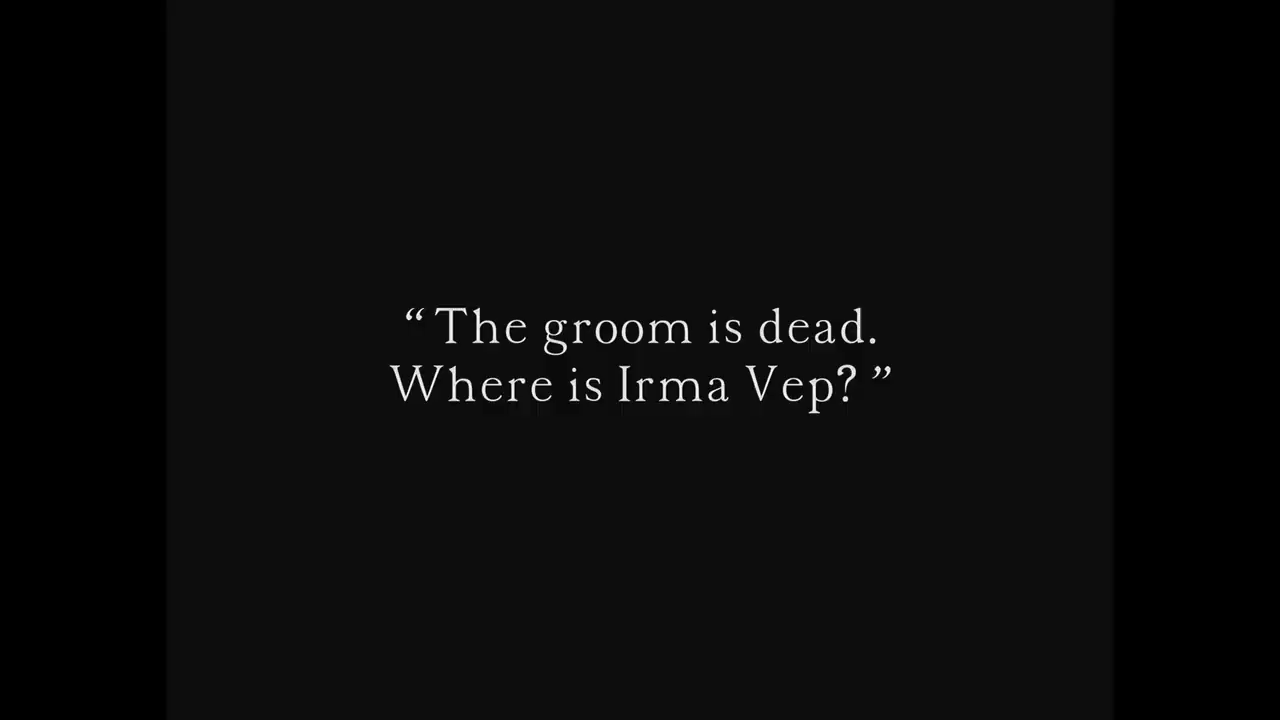 “ The groom is dead.
Where is Irma Vep? ”